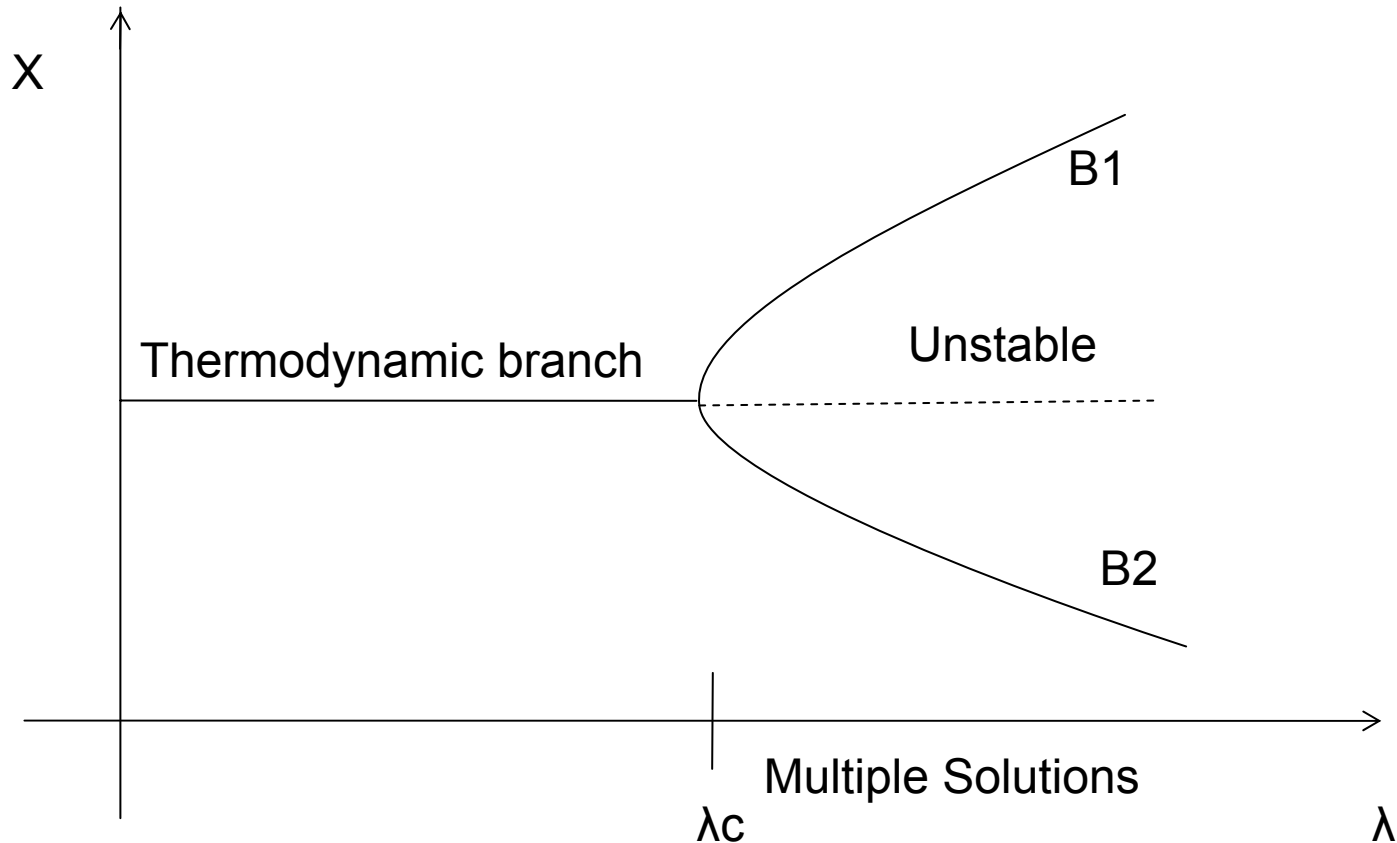 X
B1
Unstable
Thermodynamic branch
B2
Multiple Solutions
λc
λ